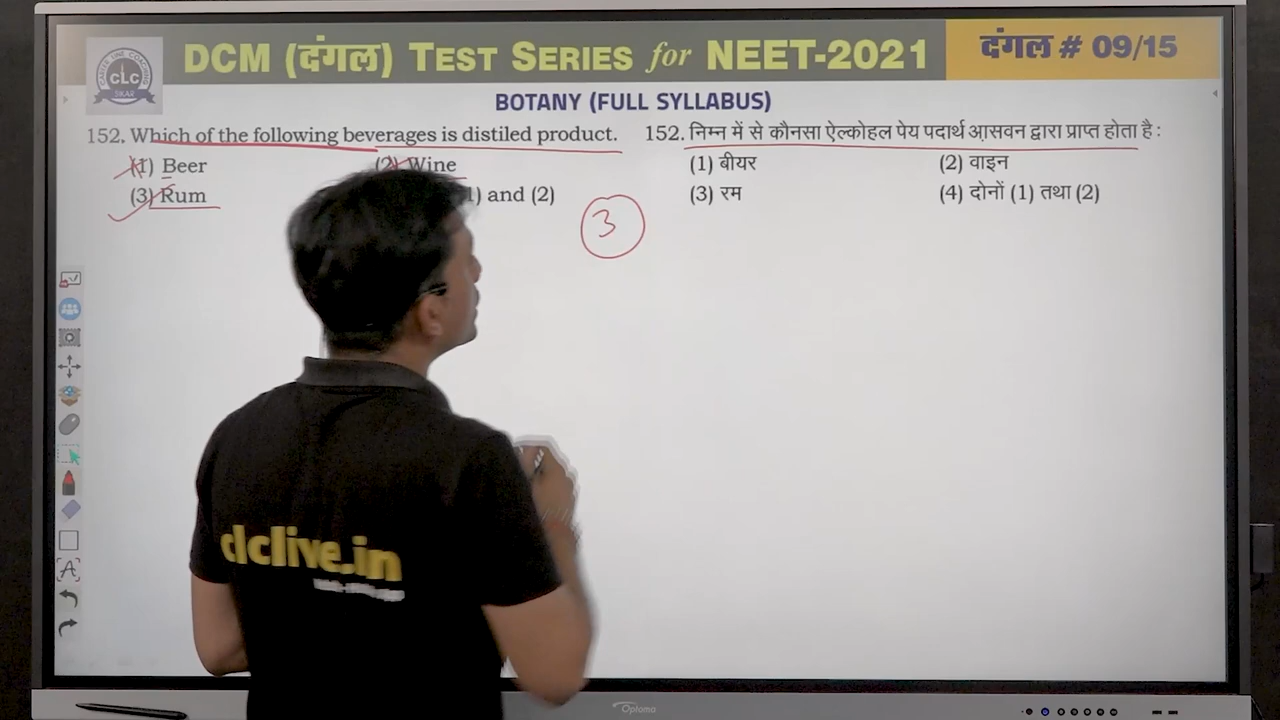 DCM (दंगल) TEST SERIES for NEET-2021
दंगल # 09/15
CLC
SIKAR
BOTANY (FULL SYLLABUS)
152. Which of the following beverages is distiled product.
(1) Beer (2) Wine
(3) Rum 1) and (2)
3
152. निम्न में से कौनसा ऐल्कोहल पेय पदार्थ आ़सवन द्वारा प्राप्त होता है :
(1) बीयर (2) वाइन
(3) रम (4) दोनों (1) तथा (2)
A
clclive.in
Optoma